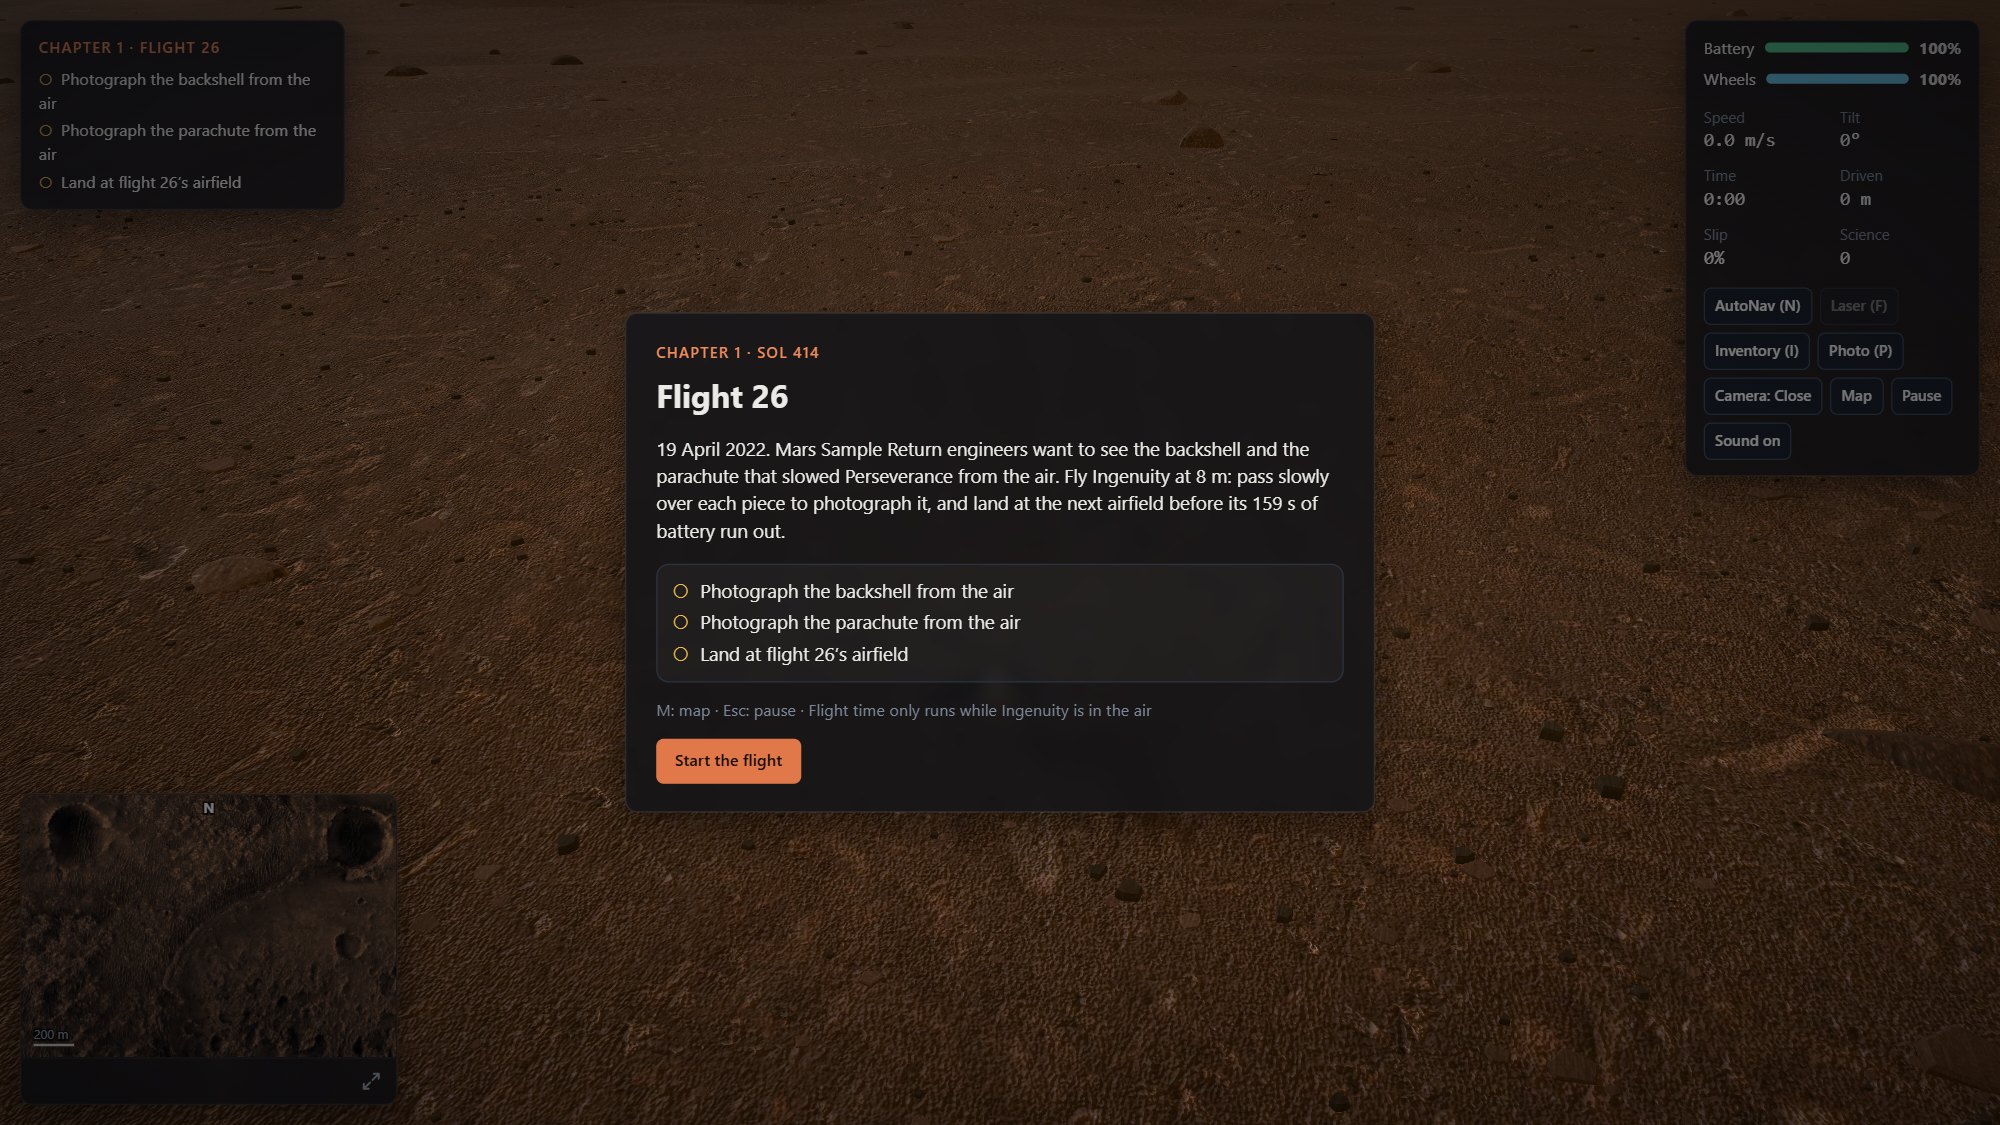 CHAPTER 1 · FLIGHT 26
Photograph the backshell from the
air
Photograph the parachute from the
air
Land at flight 26’s airfield
Battery 100%
Wheels 100%
Speed Tilt
0.0 m/s 0°
Time Driven
0:00 0 m
Slip Science
0% 0
AutoNav (N) Laser (F)
Inventory (I) Photo (P)
Camera: Close Map Pause
Sound on
CHAPTER 1 · SOL 414
Flight 26
19 April 2022. Mars Sample Return engineers want to see the backshell and the
parachute that slowed Perseverance from the air. Fly Ingenuity at 8 m: pass slowly
over each piece to photograph it, and land at the next airfield before its 159 s of
battery run out.
Photograph the backshell from the air
Photograph the parachute from the air
Land at flight 26’s airfield
M: map · Esc: pause · Flight time only runs while Ingenuity is in the air
Start the flight
N
200 m